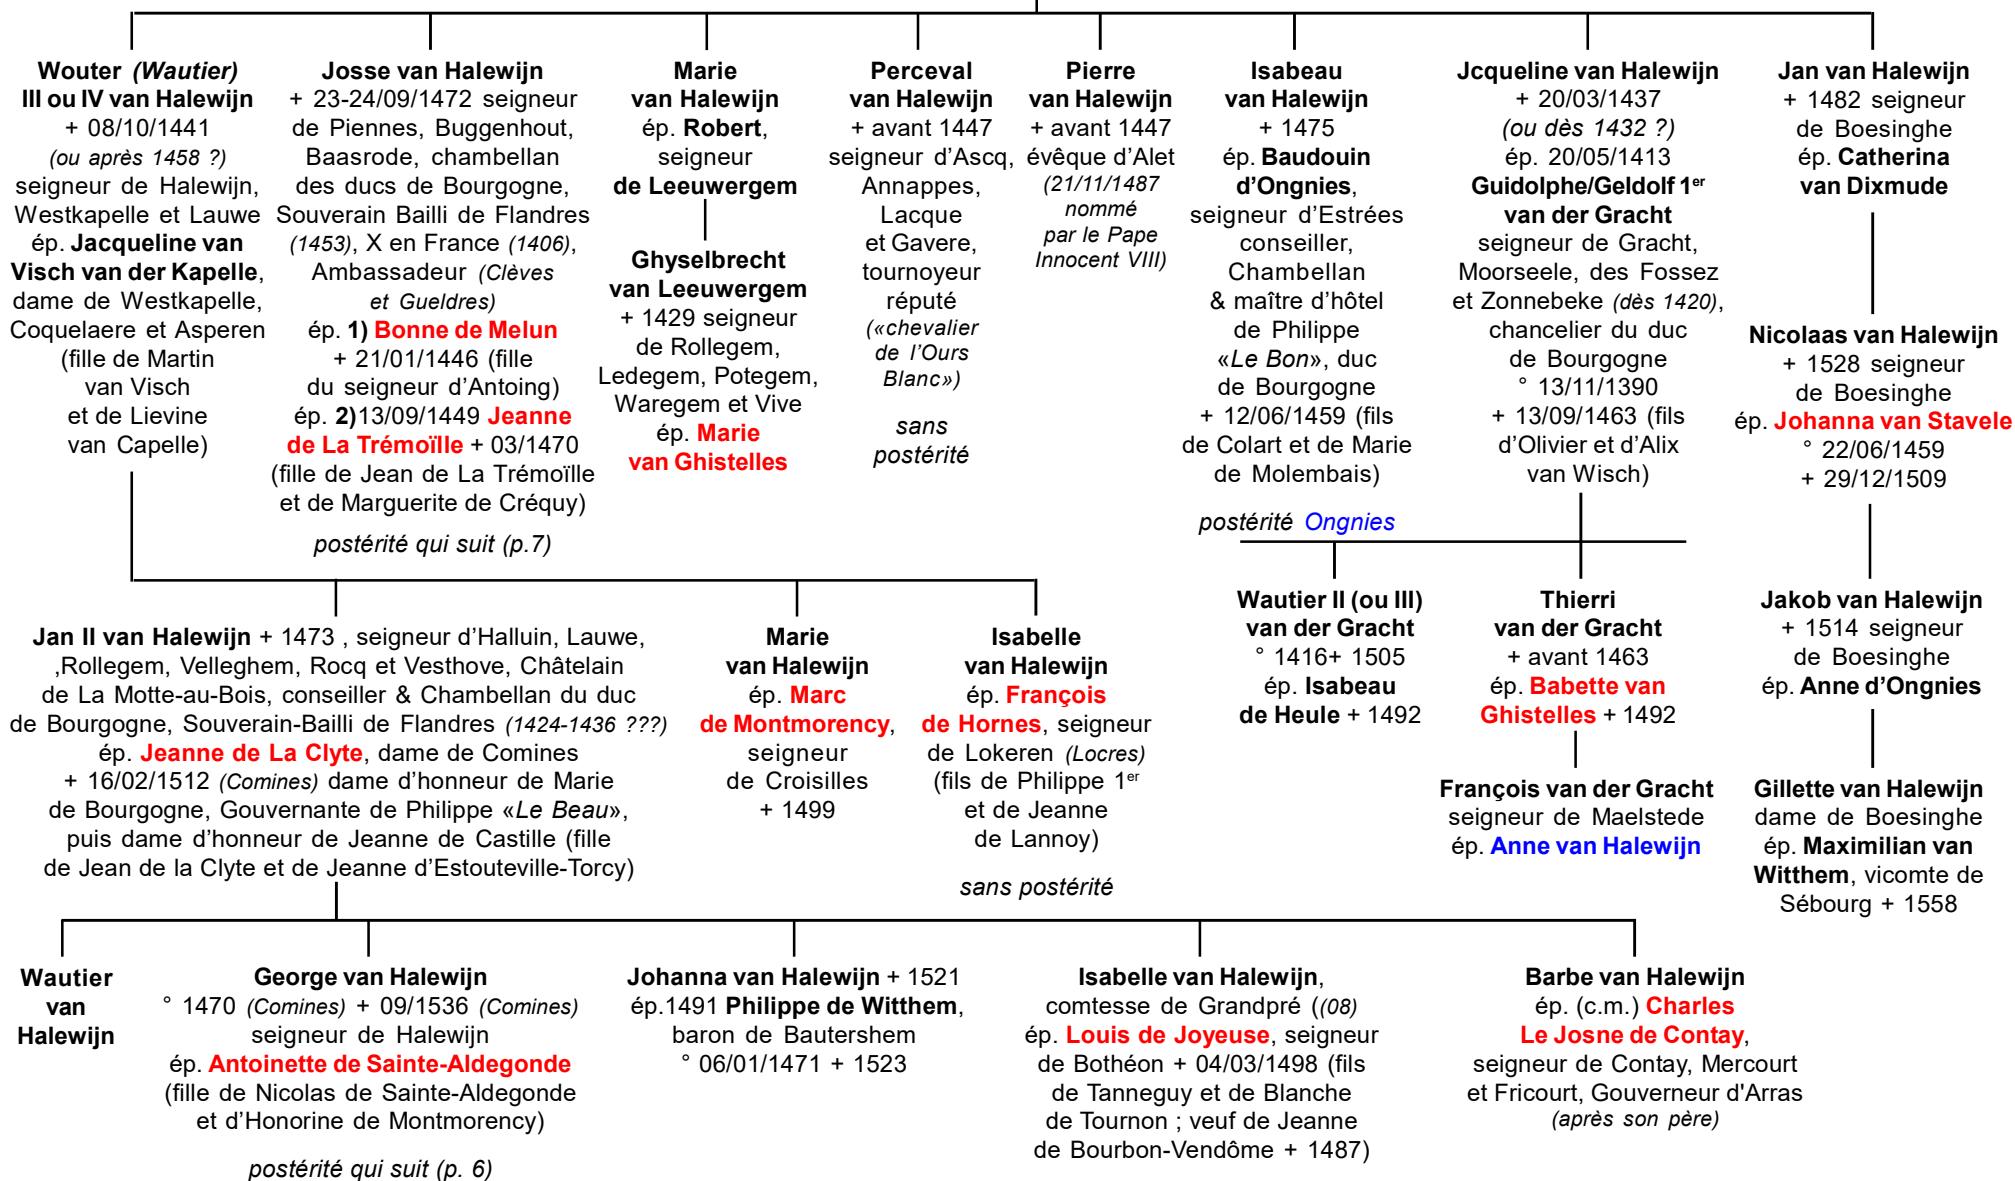 Wouter (Wautier)
III ou IV van Halewijn
+ 08/10/1441
(ou après 1458 ?)
seigneur de Halewijn,
Westkapelle et Lauwe
ép. Jacqueline van
Visch van der Kapelle,
dame de Westkapelle,
Coquelaere et Asperen
(fille de Martin
van Visch
et de Lievine
van Capelle)
Josse van Halewijn
+ 23-24/09/1472 seigneur
de Piennes, Buggenhout,
Baasrode, chambellan
des ducs de Bourgogne,
Souverain Bailli de Flandres
(1453), X en France (1406),
Ambassadeur (Clèves
et Gueldres)
ép. 1) Bonne de Melun
+ 21/01/1446 (fille
du seigneur d’Antoing)
ép. 2)13/09/1449 Jeanne
de La Trémoïlle + 03/1470
(fille de Jean de La Trémoïlle
et de Marguerite de Créquy)
postérité qui suit (p.7)
Marie
van Halewijn
ép. Robert,
seigneur
de Leeuwergem
Ghyselbrecht
van Leeuwergem
+ 1429 seigneur
de Rollegem,
Ledegem, Potegem,
Waregem et Vive
ép. Marie
van Ghistelles
Perceval
van Halewijn
+ avant 1447
seigneur d’Ascq,
Annappes,
Lacque
et Gavere,
tournoyeur
réputé
(«chevalier
de l’Ours
Blanc»)
sans
postérité
Pierre
van Halewijn
+ avant 1447
évêque d’Alet
(21/11/1487
nommé
par le Pape
Innocent VIII)
Isabeau
van Halewijn
+ 1475
ép. Baudouin
d’Ongnies,
seigneur d’Estrées
conseiller,
Chambellan
& maître d’hôtel
de Philippe
«Le Bon», duc
de Bourgogne
+ 12/06/1459 (fils
de Colart et de Marie
de Molembais)
postérité Ongnies
Jcqueline van Halewijn
+ 20/03/1437
(ou dès 1432 ?)
ép. 20/05/1413
Guidolphe/Geldolf 1er
van der Gracht
seigneur de Gracht,
Moorseele, des Fossez
et Zonnebeke (dès 1420),
chancelier du duc
de Bourgogne
° 13/11/1390
+ 13/09/1463 (fils
d’Olivier et d’Alix
van Wisch)
Jan van Halewijn
+ 1482 seigneur
de Boesinghe
ép. Catherina
van Dixmude
Nicolaas van Halewijn
+ 1528 seigneur
de Boesinghe
ép. Johanna van Stavele
° 22/06/1459
+ 29/12/1509
Jan II van Halewijn + 1473 , seigneur d’Halluin, Lauwe,
,Rollegem, Velleghem, Rocq et Vesthove, Châtelain
de La Motte-au-Bois, conseiller & Chambellan du duc
de Bourgogne, Souverain-Bailli de Flandres (1424-1436 ???)
ép. Jeanne de La Clyte, dame de Comines
+ 16/02/1512 (Comines) dame d’honneur de Marie
de Bourgogne, Gouvernante de Philippe «Le Beau»,
puis dame d’honneur de Jeanne de Castille (fille
de Jean de la Clyte et de Jeanne d’Estouteville-Torcy)
Marie
van Halewijn
ép. Marc
de Montmorency,
seigneur
de Croisilles
+ 1499
Isabelle
van Halewijn
ép. François
de Hornes, seigneur
de Lokeren (Locres)
(fils de Philippe 1er
et de Jeanne
de Lannoy)
sans postérité
Wautier II (ou III)
van der Gracht
° 1416+ 1505
ép. Isabeau
de Heule + 1492
Thierri
van der Gracht
+ avant 1463
ép. Babette van
Ghistelles + 1492
François van der Gracht
seigneur de Maelstede
ép. Anne van Halewijn
Jakob van Halewijn
+ 1514 seigneur
de Boesinghe
ép. Anne d’Ongnies
Gillette van Halewijn
dame de Boesinghe
ép. Maximilian van
Witthem, vicomte de
Sébourg + 1558
Wautier
van
Halewijn
George van Halewijn
° 1470 (Comines) + 09/1536 (Comines)
seigneur de Halewijn
ép. Antoinette de Sainte-Aldegonde
(fille de Nicolas de Sainte-Aldegonde
et d’Honorine de Montmorency)
postérité qui suit (p. 6)
Johanna van Halewijn + 1521
ép.1491 Philippe de Witthem,
baron de Bautershem
° 06/01/1471 + 1523
Isabelle van Halewijn,
comtesse de Grandpré ((08)
ép. Louis de Joyeuse, seigneur
de Bothéon + 04/03/1498 (fils
de Tanneguy et de Blanche
de Tournon ; veuf de Jeanne
de Bourbon-Vendôme + 1487)
Barbe van Halewijn
ép. (c.m.) Charles
Le Josne de Contay,
seigneur de Contay, Mercourt
et Fricourt, Gouverneur d'Arras
(après son père)